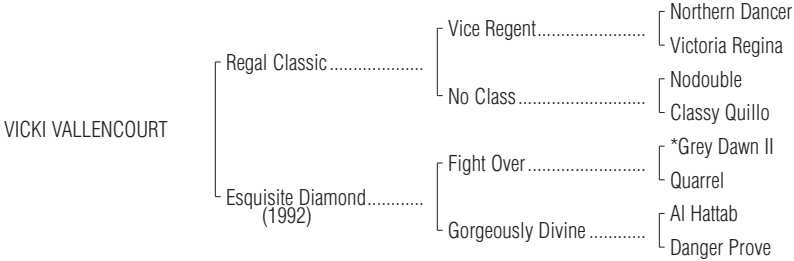 Northern Dancer
Vice Regent.......................
Victoria Regina
Regal Classic....................
Nodouble
No Class...........................
Classy Quillo
VICKI VALLENCOURT
*Grey Dawn II
Fight Over.........................
Quarrel
Esquisite Diamond............
(1992)
Al Hattab
Gorgeously Divine............
Danger Prove